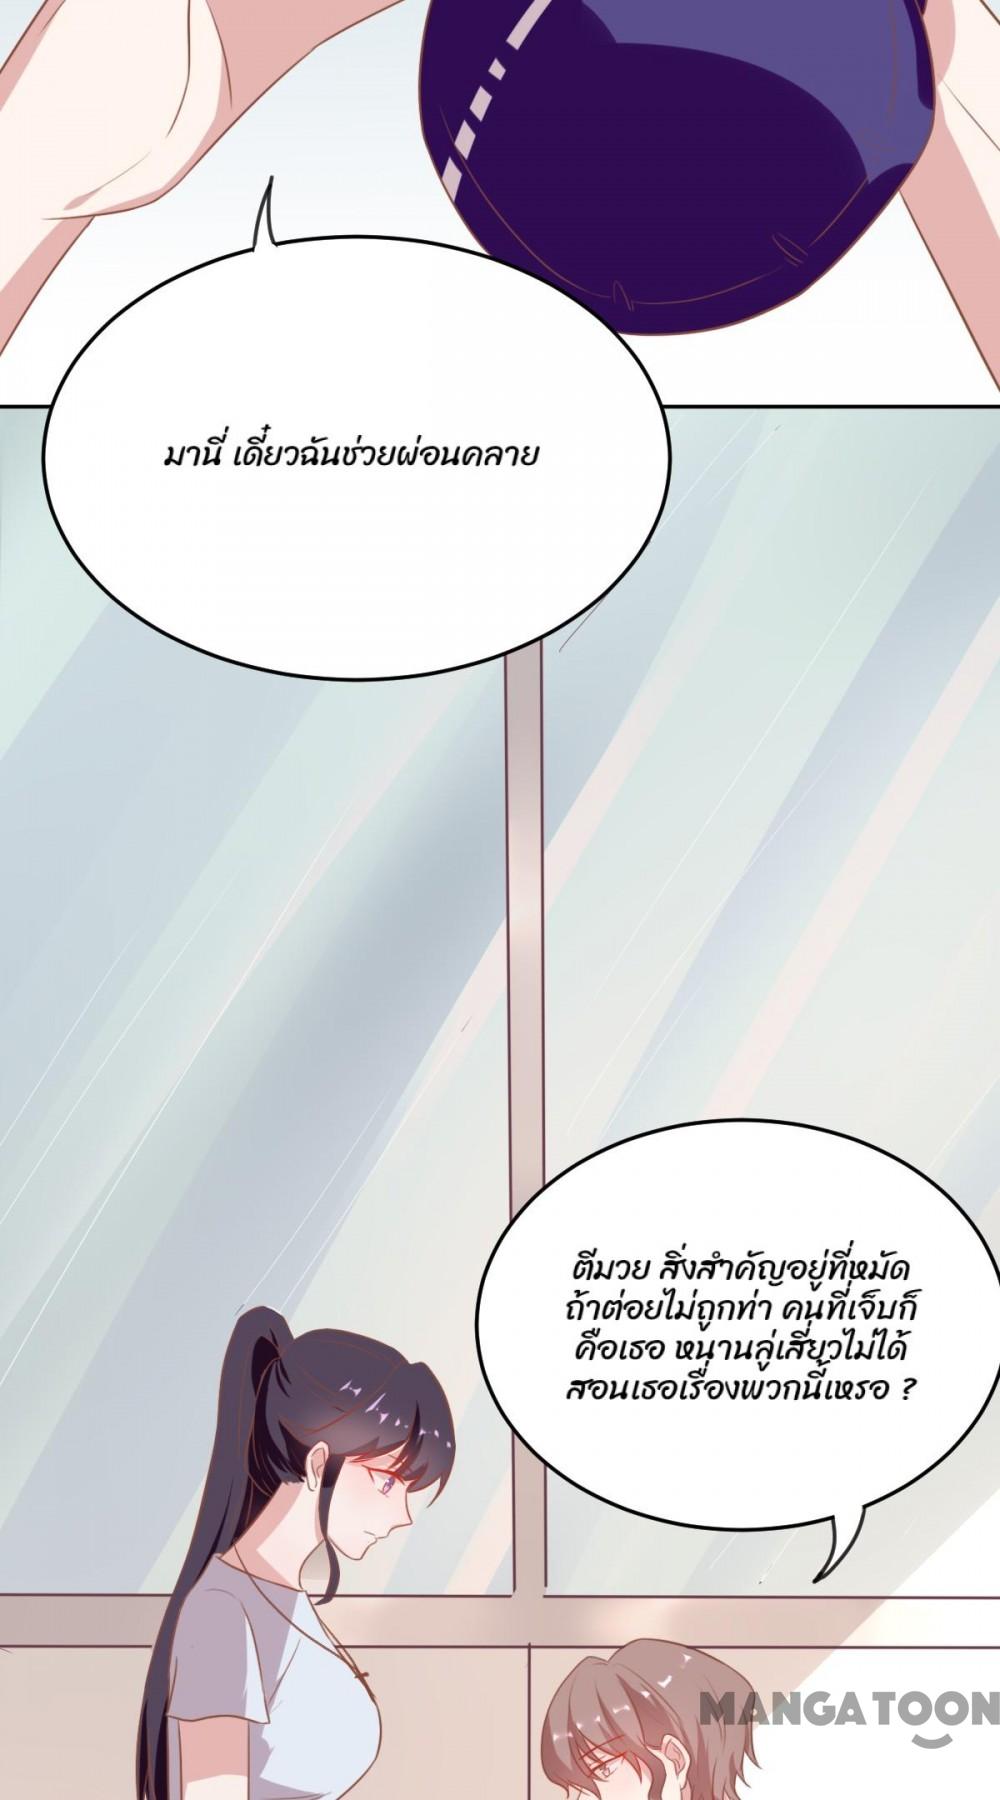 มานี่ เดี๋ยวฉันช่วยผ่อนคลาย
ตีมวย สิ่งสำคัญอยู่ที่หมัด
ถ้าต่อยไม่ถูกท่า คนที่เจ็บก็
คือเธอ หนานลู่เสี่ยวไม่ได้
สอนเธอเรื่องพวกนี้เหรอ ?
MANGATOON